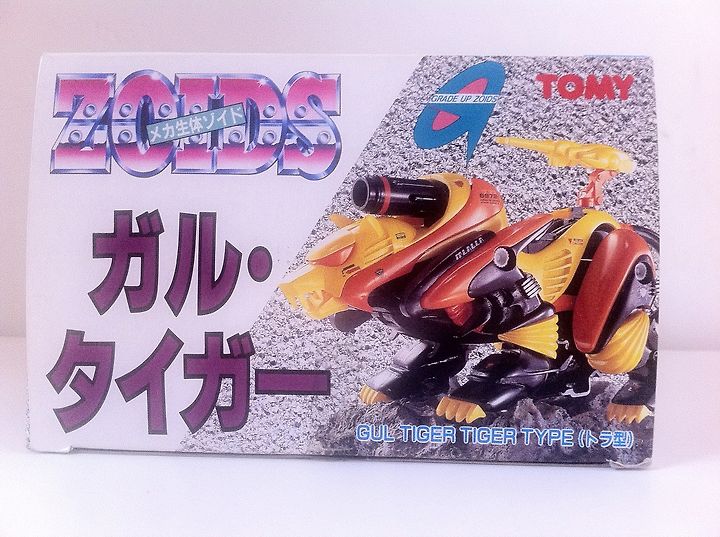 ZOIDS
メカ生体ゾイド
GRADE UP ZOIDS
TOMY
ガル・
タイガー
GUL TIGER TIGER TYPE (トラ型)